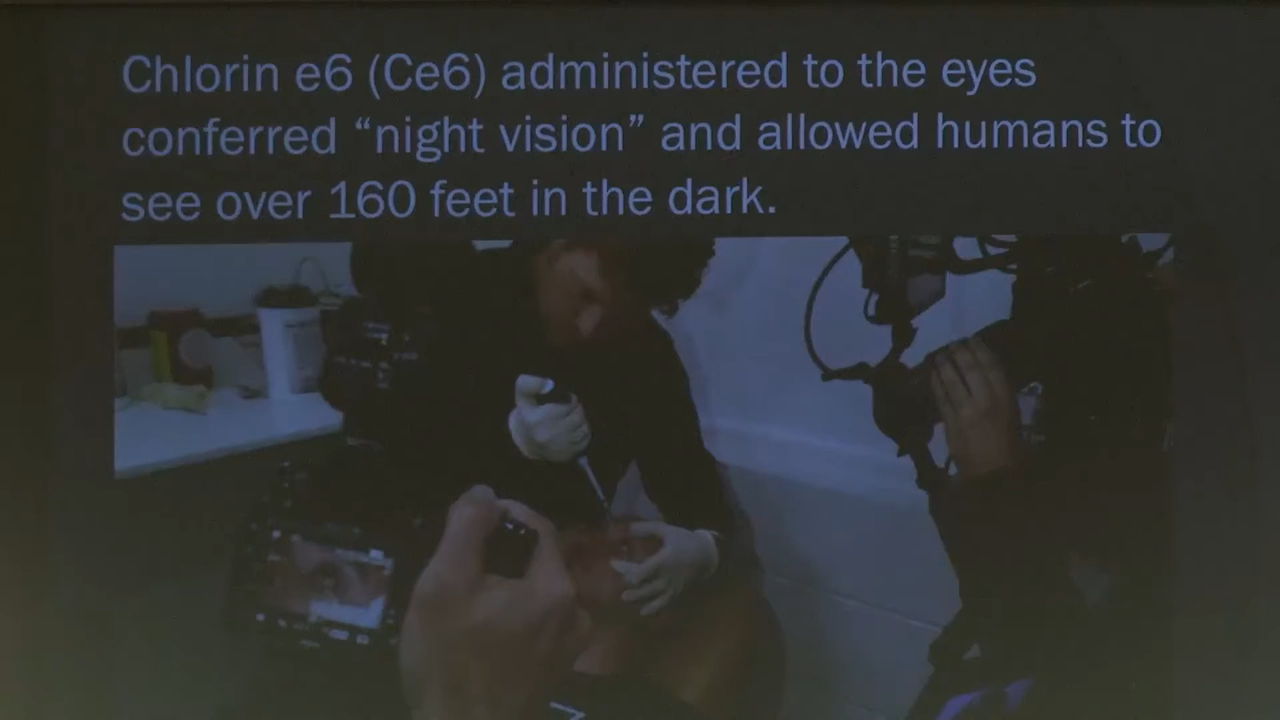 Chlorin e6 (Ce6) administered to the eyes
conferred “night vision” and allowed humans to
see over 160 feet in the dark.